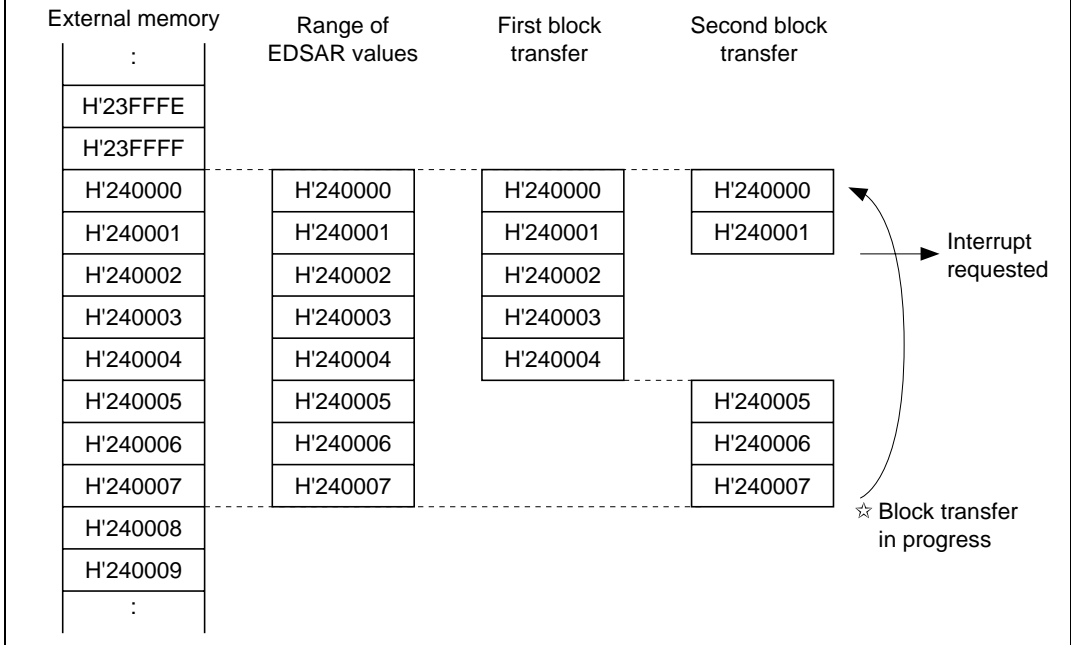 External memory
Range of
EDSAR values
First block
transfer
Second block
transfer
:
H'23FFFE
H'23FFFF
H'240000 H'240000 H'240000 H'240000
H'240001 H'240001 H'240001 H'240001
H'240002 H'240002 H'240002
H'240003 H'240003 H'240003
H'240004 H'240004 H'240004
H'240005 H'240005 H'240005
H'240006 H'240006 H'240006
H'240007 H'240007 H'240007
H'240008
H'240009
:
Interrupt
requested
☆ Block transfer
in progress